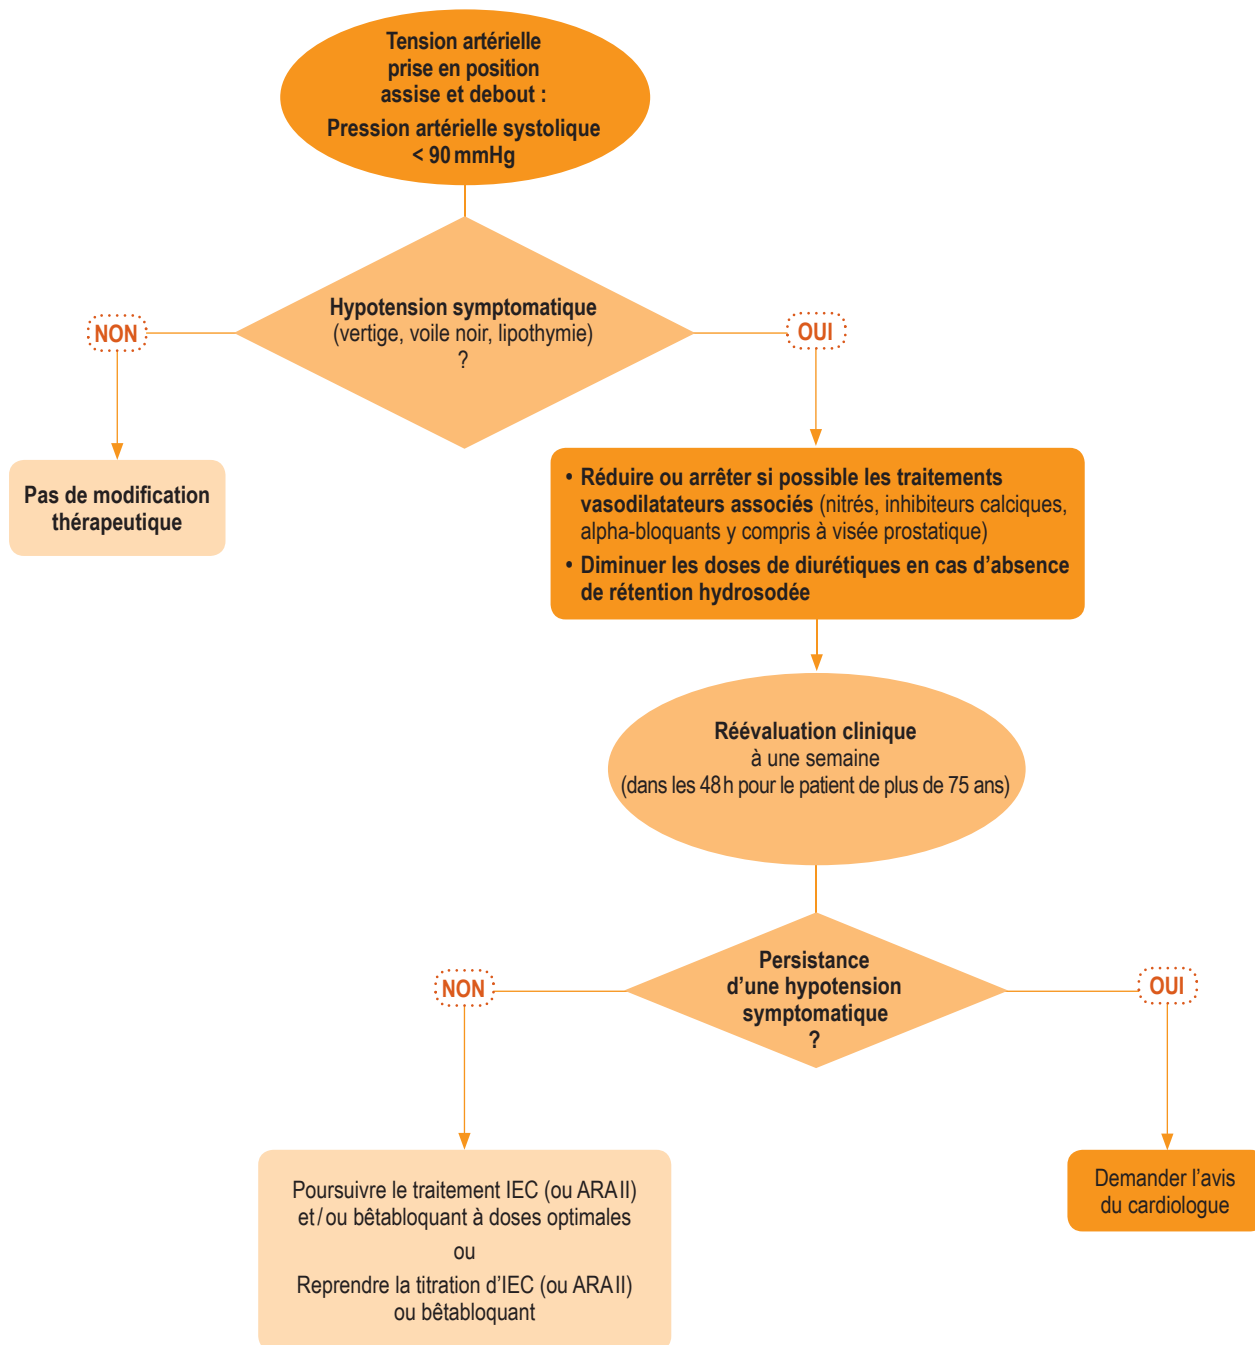 Tension artérielle
prise en position
assise et debout :
Pression artérielle systolique
< 90 mmHg
Hypotension symptomatique
(vertige, voile noir, lipothymie)
?
NON
OUI
Pas de modification
thérapeutique
• Réduire ou arrêter si possible les traitements
vasodilatateurs associés (nitrés, inhibiteurs calciques,
alpha-bloquants y compris à visée prostatique)
• Diminuer les doses de diurétiques en cas d’absence
de rétention hydrosodée
Réévaluation clinique
à une semaine
(dans les 48 h pour le patient de plus de 75 ans)
Persistance
d’une hypotension
symptomatique
?
NON
OUI
Poursuivre le traitement IEC (ou ARAII)
et / ou bêtabloquant à doses optimales
ou
Reprendre la titration d’IEC (ou ARAII)
ou bêtabloquant
Demander l’avis
du cardiologue